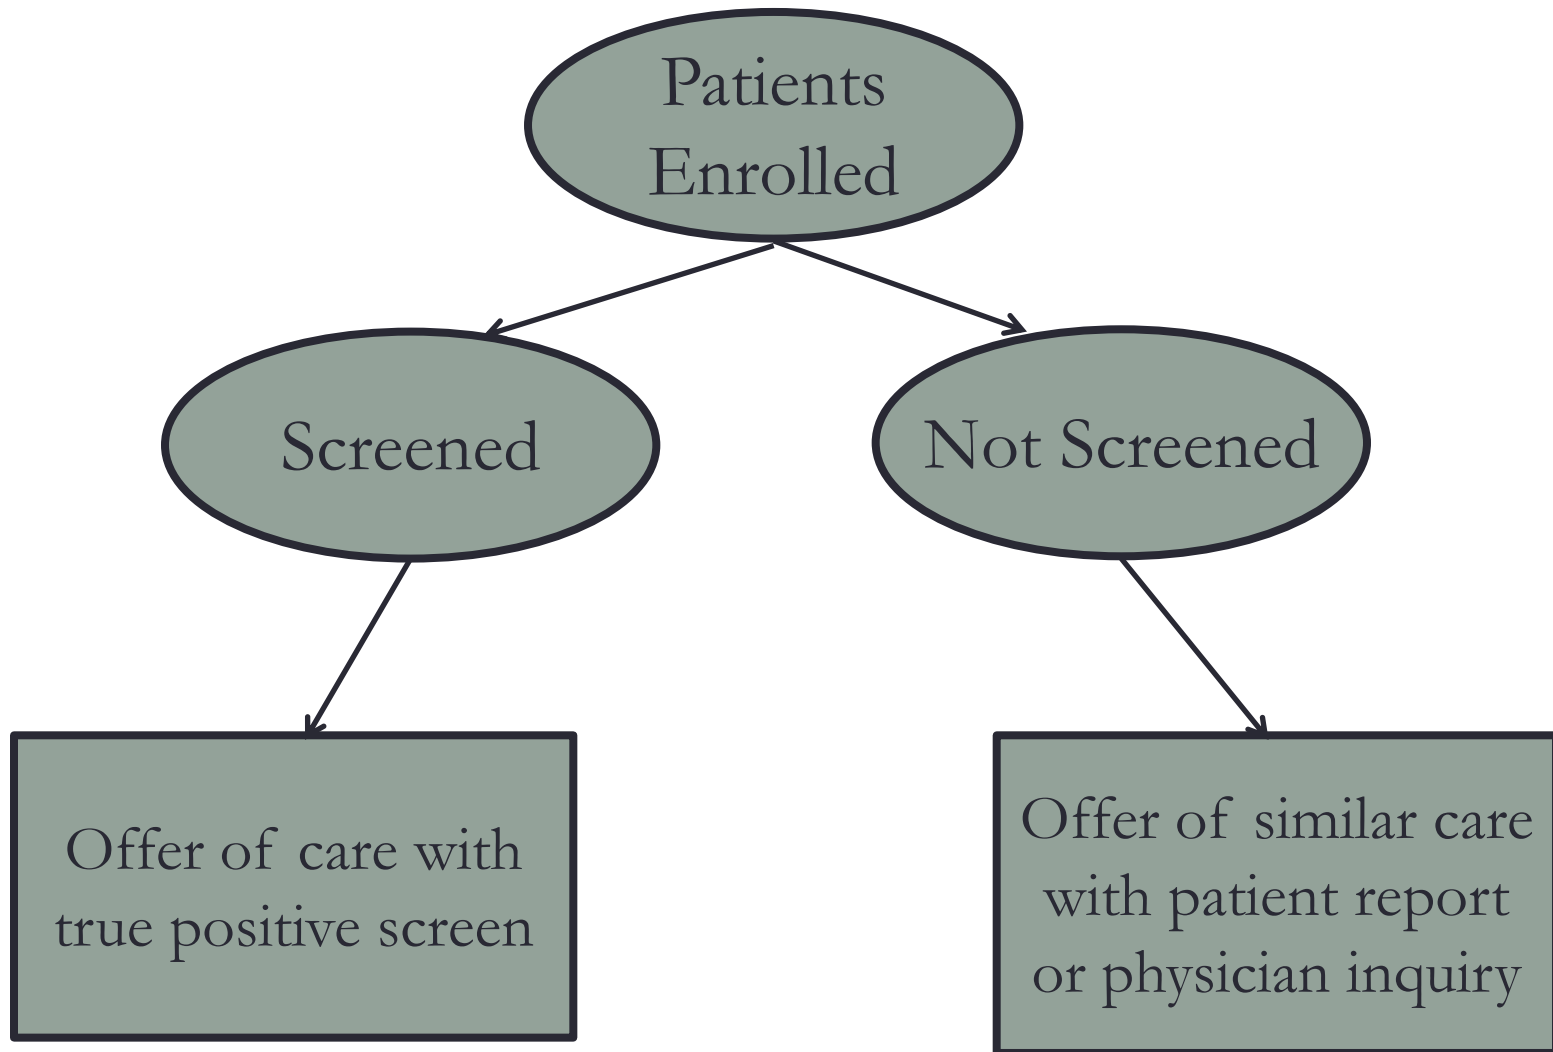 Patients
Enrolled
Screened
Not Screened
Offer of care with
true positive screen
Offer of similar care
with patient report
or physician inquiry